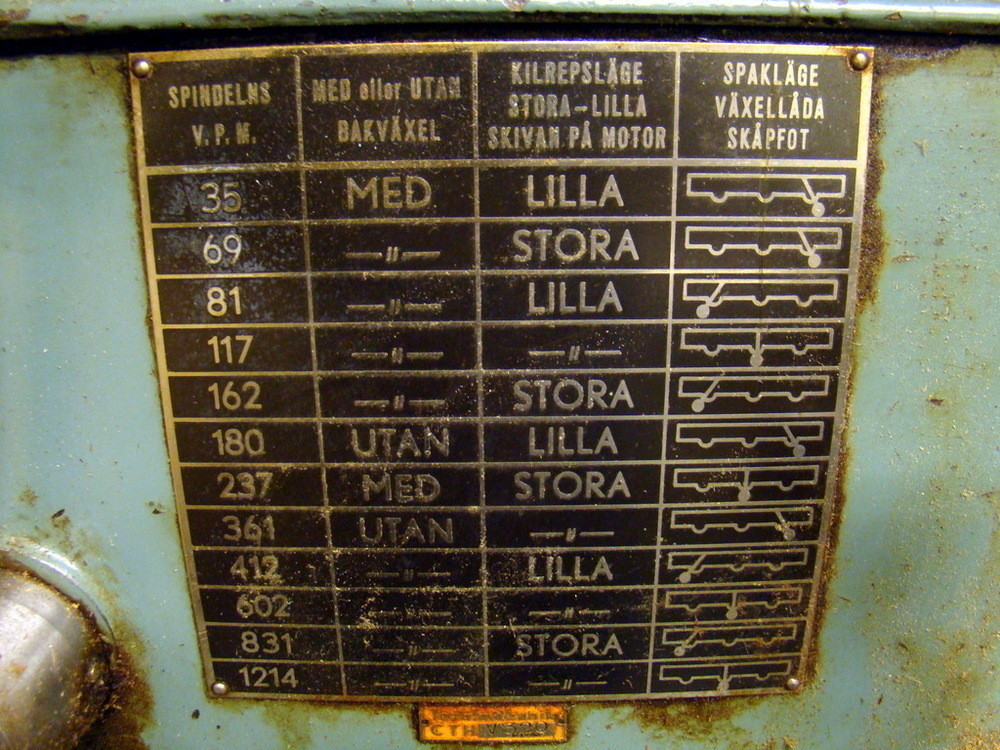 SPINDELNS
V.P.M.
MED eller UTAN
BAKVÄXEL
KILREPSLÄGE
STORA-LILLA
SKIVAN PÅ MOTOR
SPAKLÄGE
VÄXELLÅDA
SKÅPFOT
35 MED LILLA
69 —〃— STORA
81 —〃— LILLA
117 —〃— —〃—
162 —〃— STORA
180 UTAN LILLA
237 MED STORA
361 UTAN —〃—
412 —〃— LILLA
602 —〃— —〃—
831 —〃— STORA
1214 —〃— —〃—
CTH